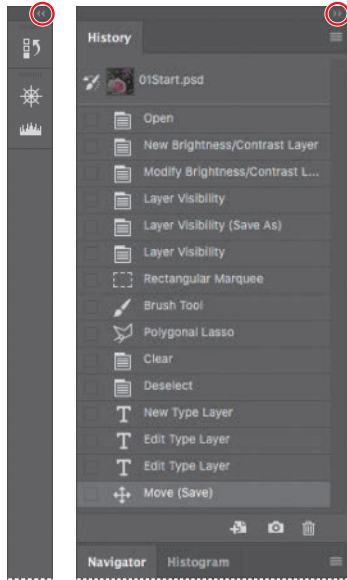 History
01Start.psd
Open
New Brightness/Contrast Layer
Modify Brightness/Contrast L...
Layer Visibility
Layer Visibility (Save As)
Layer Visibility
Rectangular Marquee
Brush Tool
Polygonal Lasso
Clear
Deselect
New Type Layer
Edit Type Layer
Edit Type Layer
Move (Save)
Navigator Histogram